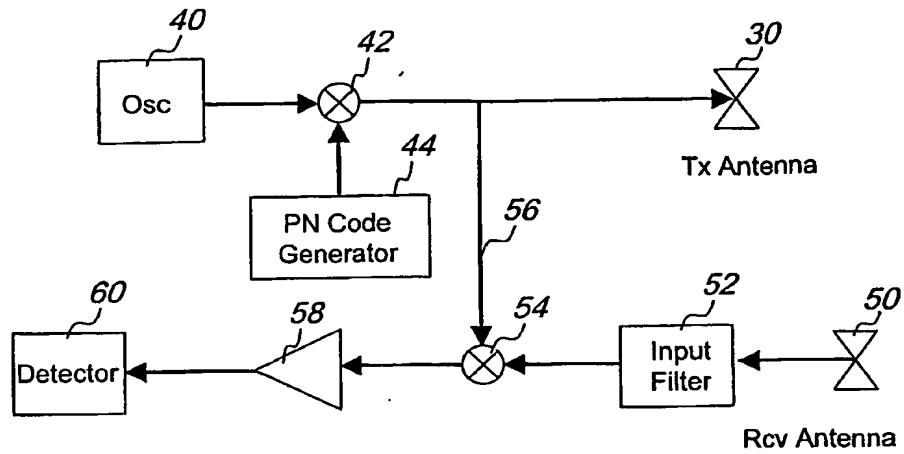 40
Osc
42
30
Tx Antenna
44
PN Code
Generator
56
60
Detector
58
54
52
Input
Filter
50
Rcv Antenna